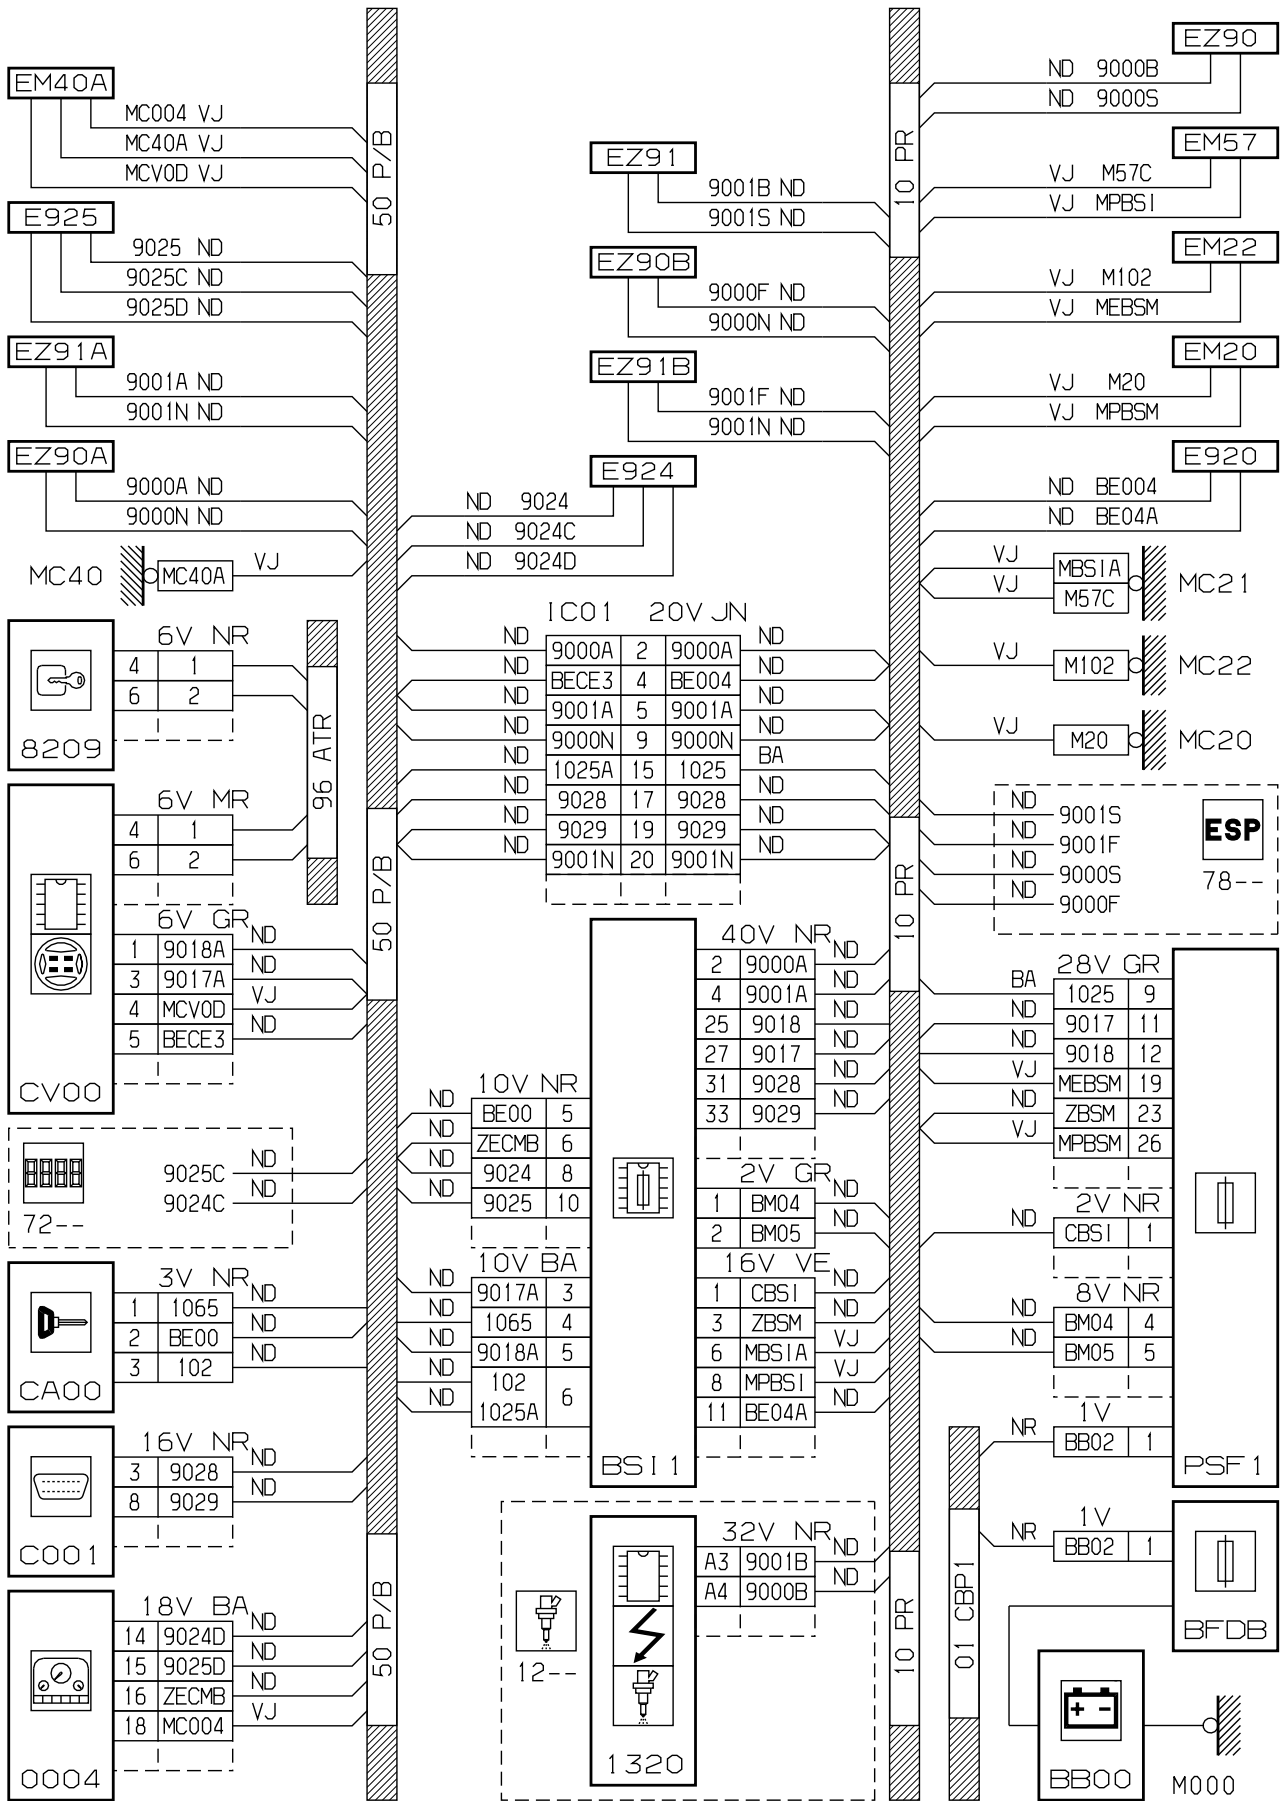 EM40A
MC004 VJ
MC40A VJ
MCV0D VJ
E925
9025 ND
9025C ND
9025D ND
EZ91A
9001A ND
9001N ND
EZ90A
9000A ND
9000N ND
MC40
MC40A
VJ
50 P/B
8209
6V NR
4 1
6 2
96 ATR
CV00
6V MR
4 1
6 2
6V GR
1 9018A ND
3 9017A ND
4 MCV0D VJ
5 BECE3 ND
50 P/B
72--
9025C ND
9024C ND
CA00
3V NR
1 1065 ND
2 BE00 ND
3 102 ND
C001
16V NR
3 9028 ND
8 9029 ND
0004
18V BA
14 9024D ND
15 9025D ND
16 ZECMB ND
18 MC004 VJ
50 P/B
EZ91
9001B ND
9001S ND
EZ90B
9000F ND
9000N ND
EZ91B
9001F ND
9001N ND
E924
ND 9024
ND 9024C
ND 9024D
IC01 20V JN
ND 9000A 2 9000A ND
ND BECE3 4 BE004 ND
ND 9001A 5 9001A ND
ND 9000N 9 9000N ND
ND 1025A 15 1025 BA
ND 9028 17 9028 ND
ND 9029 19 9029 ND
ND 9001N 20 9001N ND
BSI1
10V NR
ND BE00 5
ND ZECMB 6
ND 9024 8
ND 9025 10
10V BA
ND 9017A 3
ND 1065 4
ND 9018A 5
ND 102 6
ND 1025A
40V NR
2 9000A ND
4 9001A ND
25 9018 ND
27 9017 ND
31 9028 ND
33 9029 ND
2V GR
1 BM04 ND
2 BM05 ND
16V VE
1 CBSI ND
3 ZBSM ND
6 MBSIA VJ
8 MPBSI VJ
11 BE04A ND
12--
1320
32V NR
A3 9001B ND
A4 9000B ND
10 PR
10 PR
10 PR
EZ90
ND 9000B
ND 9000S
EM57
VJ M57C
VJ MPBSI
EM22
VJ M102
VJ MEBSM
EM20
VJ M20
VJ MPBSM
E920
ND BE004
ND BE04A
VJ MBSIA
VJ M57C
MC21
VJ M102
MC22
VJ M20
MC20
ND 9001S
ND 9001F
ND 9000S
ND 9000F
ESP
78--
PSF1
28V GR
BA 1025 9
ND 9017 11
ND 9018 12
VJ MEBSM 19
ND ZBSM 23
VJ MPBSM 26
2V NR
ND CBSI 1
8V NR
ND BM04 4
ND BM05 5
1V
NR BB02 1
01 CBP1
1V
NR BB02 1
BFDB
+ -
BB00
M000